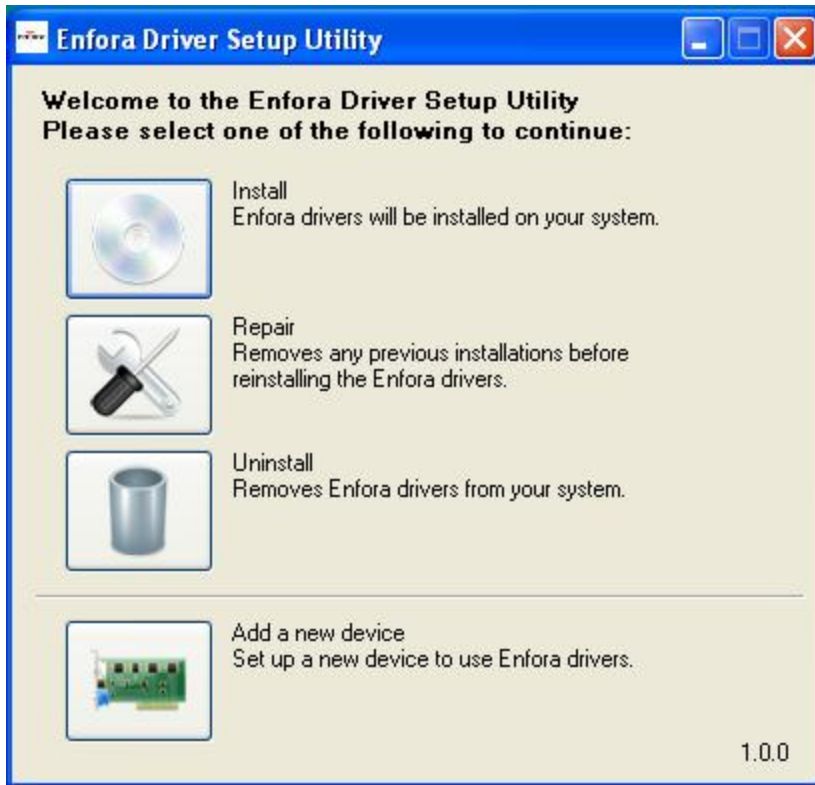 Enfora Driver Setup Utility
Welcome to the Enfora Driver Setup Utility
Please select one of the following to continue:
Install
Enfora drivers will be installed on your system.
Repair
Removes any previous installations before
reinstalling the Enfora drivers.
Uninstall
Removes Enfora drivers from your system.
Add a new device
Set up a new device to use Enfora drivers.
1.0.0